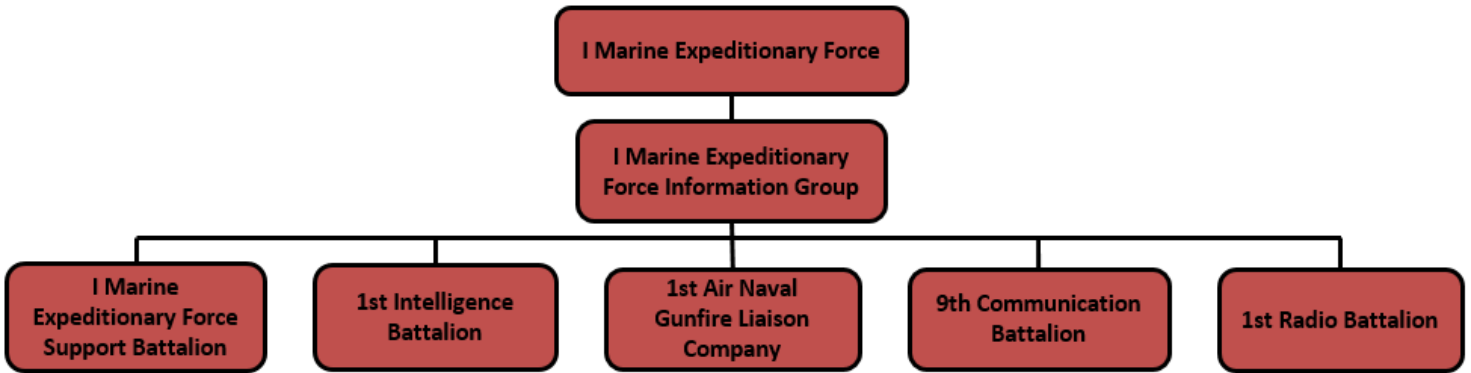 I Marine Expeditionary Force
I Marine Expeditionary
Force Information Group
I Marine
Expeditionary Force
Support Battalion
1st Intelligence
Battalion
1st Air Naval
Gunfire Liaison
Company
9th Communication
Battalion
1st Radio Battalion